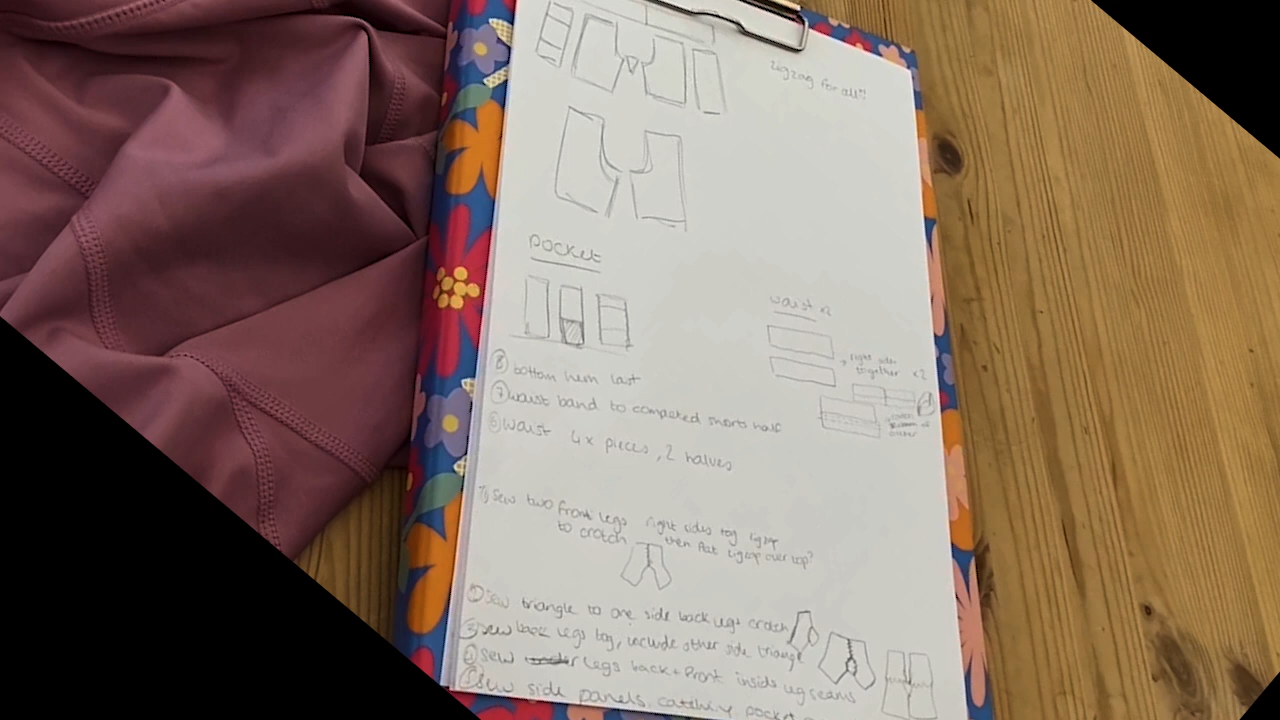 zigzag for all?
pocket
waist x2
right sides
together x2
⑧ bottom hem last
⑦ waist band to compacted shorts half
⑥ waist 4x pieces, 2 halves
① Sew two front legs right sides tog zigzag
to crotch then flat zigzag over top?
② Sew triangle to one side back legs crotch
③ sew back legs tog, include other side triangle
④ sew legs back + front insides leg seams
⑤ Sew side panels, catching pocket